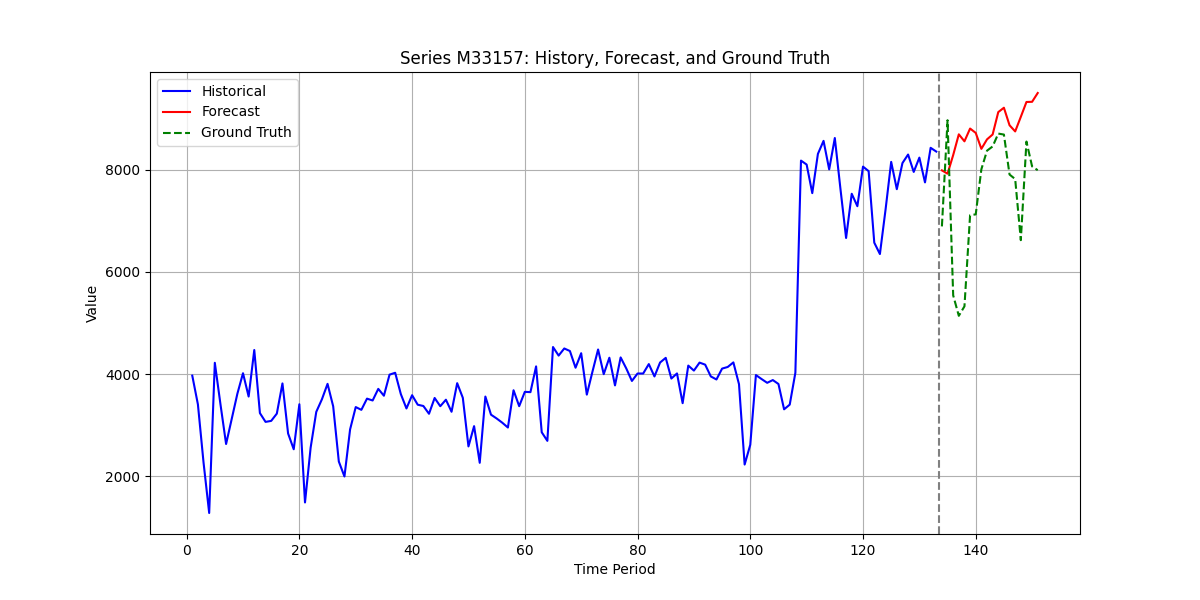 Series M33157: History, Forecast, and Ground Truth
Historical
Forecast
Ground Truth
Value
8000
6000
4000
2000
0 20 40 60 80 100 120 140
Time Period